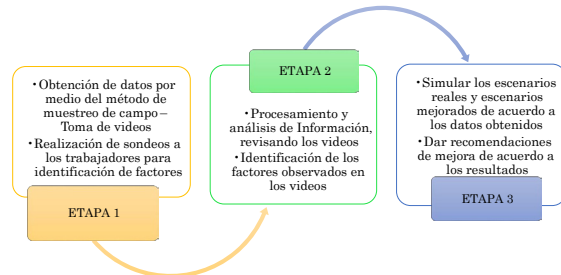 • Obtención de datos por
medio del método de
muestreo de campo –
Toma de videos
• Realización de sondeos a
los trabajadores para
identificación de factores
ETAPA 1
ETAPA 2
• Procesamiento y
análisis de Información,
revisando los videos
• Identificación de los
factores observados en
los videos
• Simular los escenarios
reales y escenarios
mejorados de acuerdo a
los datos obtenidos
• Dar recomendaciones
de mejora de acuerdo a
los resultados
ETAPA 3